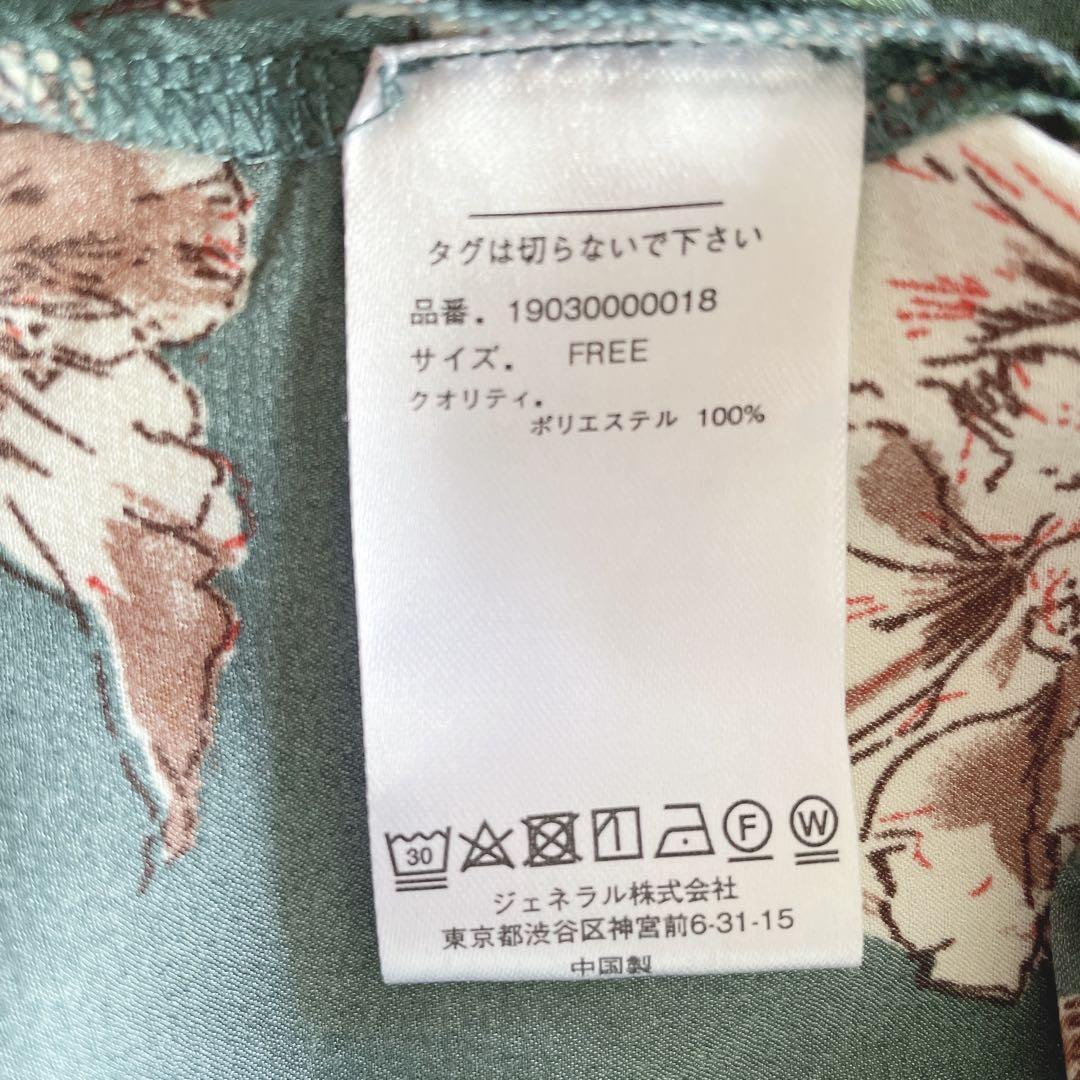 タグは切らないで下さい
品番. 19030000018
サイズ. FREE
クオリティ.
ポリエステル 100%
30 F W
ジェネラル株式会社
東京都渋谷区神宮前6-31-15
中国製